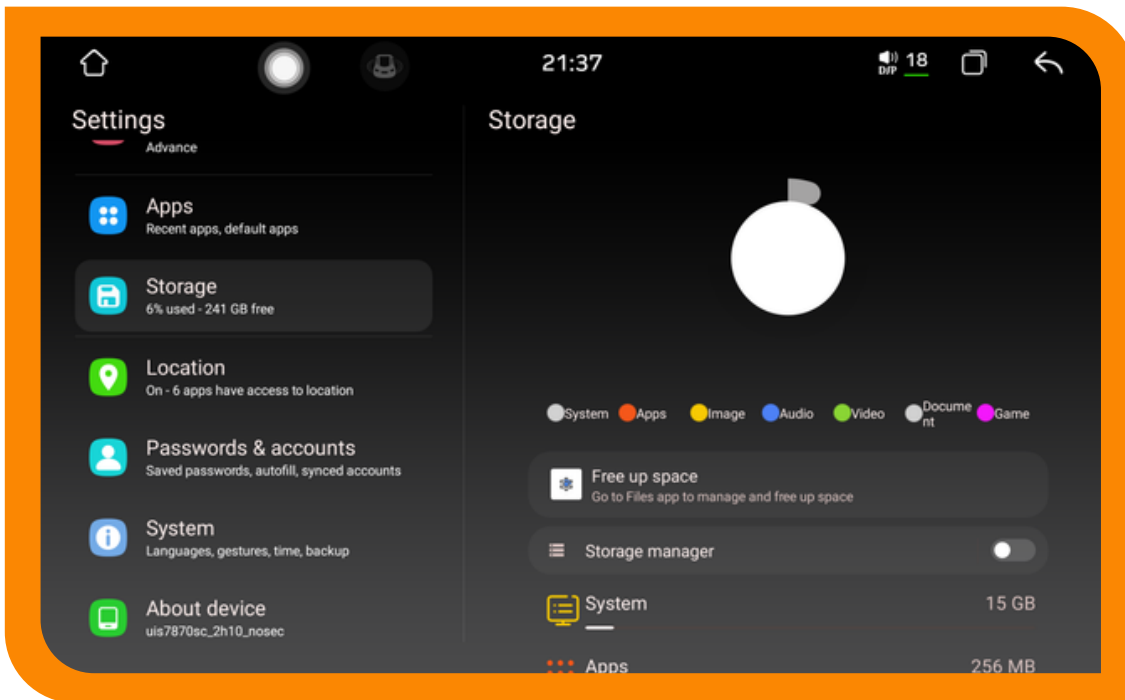 21:37
D/P 18
Settings
Advance
Apps
Recent apps, default apps
Storage
6% used - 241 GB free
Location
On - 6 apps have access to location
Passwords & accounts
Saved passwords, autofill, synced accounts
System
Languages, gestures, time, backup
About device
uis7870sc_2h10_nosec
Storage
System Apps Image Audio Video Docume Game
nt
Free up space
Go to Files app to manage and free up space
Storage manager
System 15 GB
Apps 256 MB